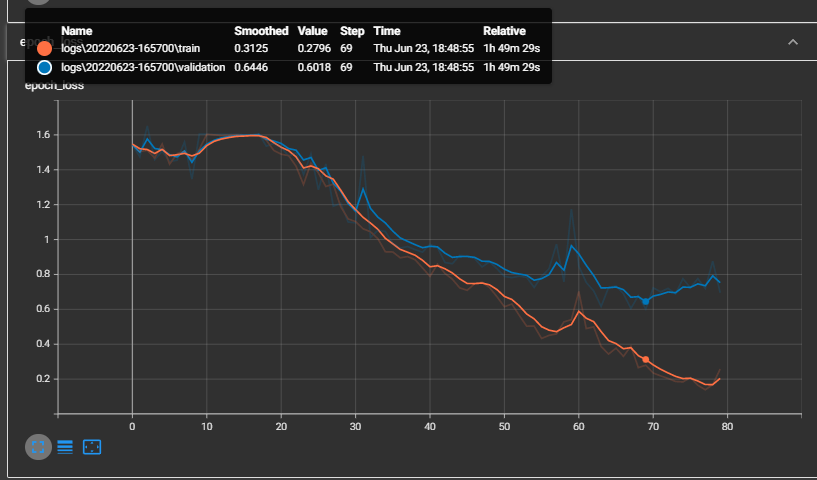 Name Smoothed Value Step Time Relative
logs\20220623-165700\train 0.3125 0.2796 69 Thu Jun 23, 18:48:55 1h 49m 29s
logs\20220623-165700\validation 0.6446 0.6018 69 Thu Jun 23, 18:48:55 1h 49m 29s
epoch_loss
epoch_loss
1.6
1.4
1.2
1
0.8
0.6
0.4
0.2
0 10 20 30 40 50 60 70 80